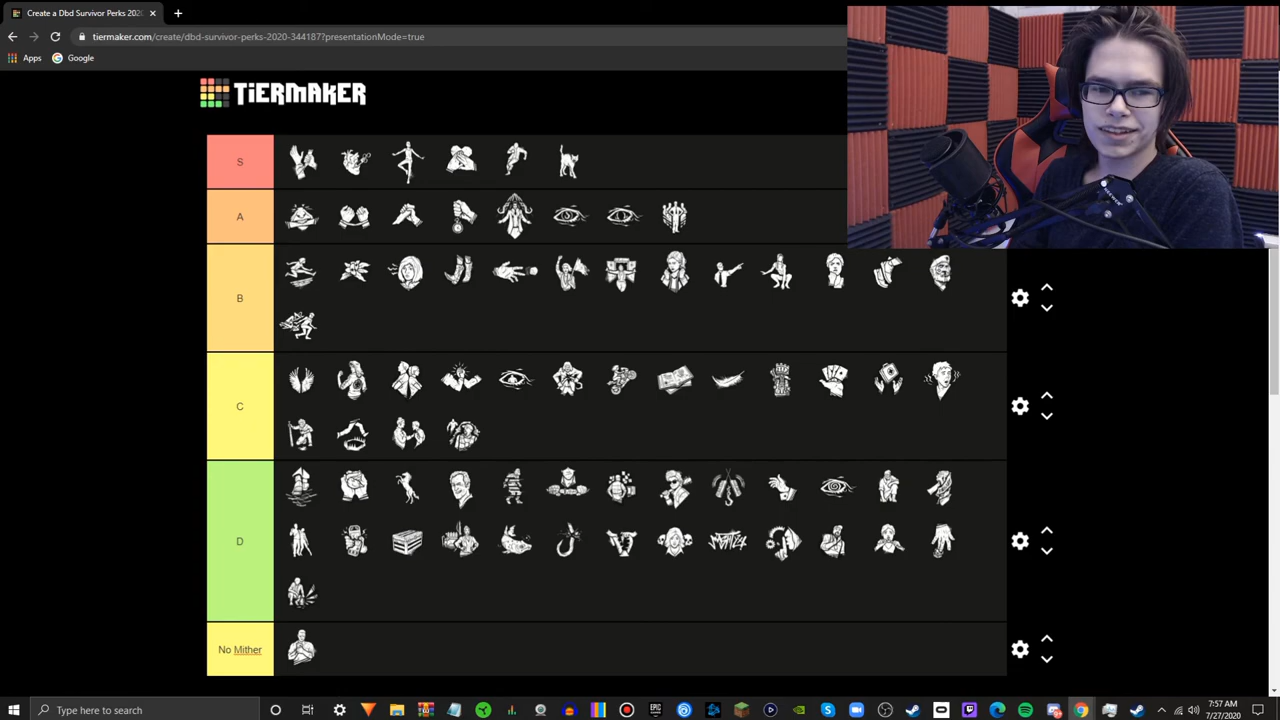 Create a Dbd Survivor Perks 202
tiermaker.com/create/dbd-survivor-perks-2020-344187?presentationMode=true
Apps Google
TiERMAKER
S
A
B
C
D
No Mither
Type here to search
7:57 AM
7/27/2020